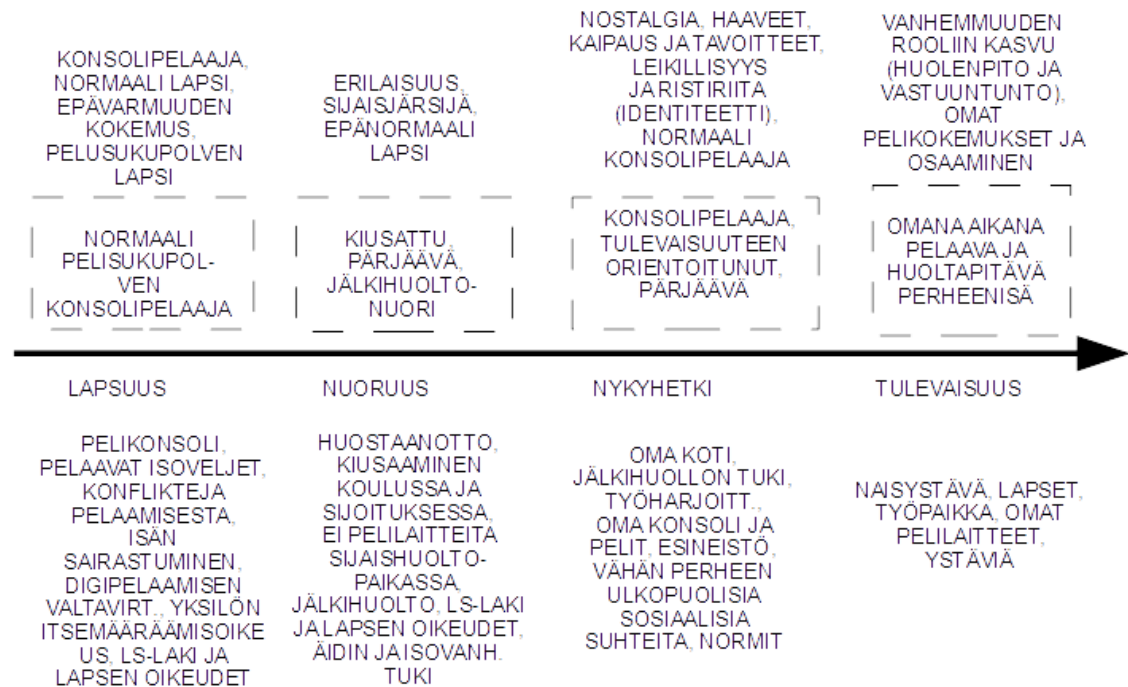 KONSOLIPELAAJA,
NORMAALI LAPSI,
EPÄVARMUUDEN
KOKEMUS,
PELUSUKUPOLVEN
LAPSI
ERILAISUUS,
SIJAISJÄRSIJÄ,
EPÄNORMAALI
LAPSI
NOSTALGIA, HAAVEET,
KAIPAUS JA TAVOITTEET,
LEIKILLISYYS
JA RISTIRIITA
(IDENTITEETTI),
NORMAALI
KONSOLIPELAAJA
VANHEMMUUDEN
ROOLIIN KASVU
(HUOLENPITO JA
VASTUUNTUNTO),
OMAT
PELIKOKEMUKSET JA
OSAAMINEN
NORMAALI
PELISUKUPOL-
VEN
KONSOLIPELAAJA
KIUSATTU,
PÄRJÄÄVÄ,
JÄLKIHUOLTO-
NUORI
KONSOLIPELAAJA,
TULEVAISUUTEEN
ORIENTOITUNUT,
PÄRJÄÄVÄ
OMANA AIKANA
PELAAVA JA
HUOLTAPITÄVÄ
PERHEENISÄ
LAPSUUS
NUORUUS
NYKYHETKI
TULEVAISUUS
PELIKONSOLI,
PELAAVAT ISOVELJET,
KONFLIKTEJA
PELAAMISESTA,
ISÄN
SAIRASTUMINEN,
DIGIPELAAMISEN
VALTAVIRT., YKSILÖN
ITSEMÄÄRÄÄMISOIKE
US, LS-LAKI JA
LAPSEN OIKEUDET
HUOSTAANOTTO,
KIUSAAMINEN
KOULUSSA JA
SIJOITUKSESSA,
EI PELILAITTEITA
SIJAISHUOLTO-
PAIKASSA,
JÄLKIHUOLTO, LS-LAKI
JA LAPSEN OIKEUDET,
ÄIDIN JA ISOVANH.
TUKI
OMA KOTI,
JÄLKIHUOLLON TUKI,
TYÖHARJOITT.,
OMA KONSOLI JA
PELIT, ESINEISTÖ,
VÄHÄN PERHEEN
ULKOPUOLISIA
SOSIAALISIA
SUHTEITA, NORMIT
NAISYSTÄVÄ, LAPSET,
TYÖPAIKKA, OMAT
PELILAITTEET,
YSTÄVIÄ